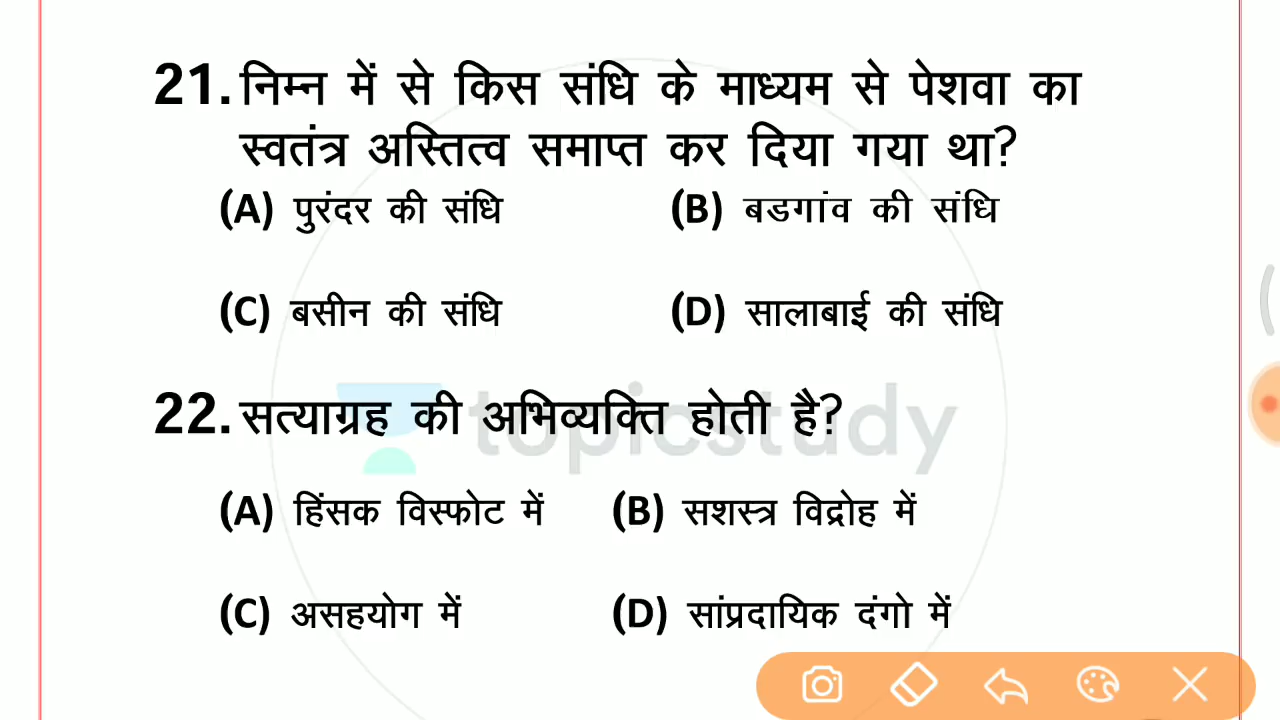 21. निम्न में से किस संधि के माध्यम से पेशवा का
स्वतंत्र अस्तित्व समाप्त कर दिया गया था?
(A) पुरंदर की संधि (B) बडगांव की संधि
(C) बसीन की संधि (D) सालाबाई की संधि
22. सत्याग्रह की अभिव्यक्ति होती है?
topicstudy
(A) हिंसक विस्फोट में (B) सशस्त्र विद्रोह में
(C) असहयोग में (D) सांप्रदायिक दंगो में